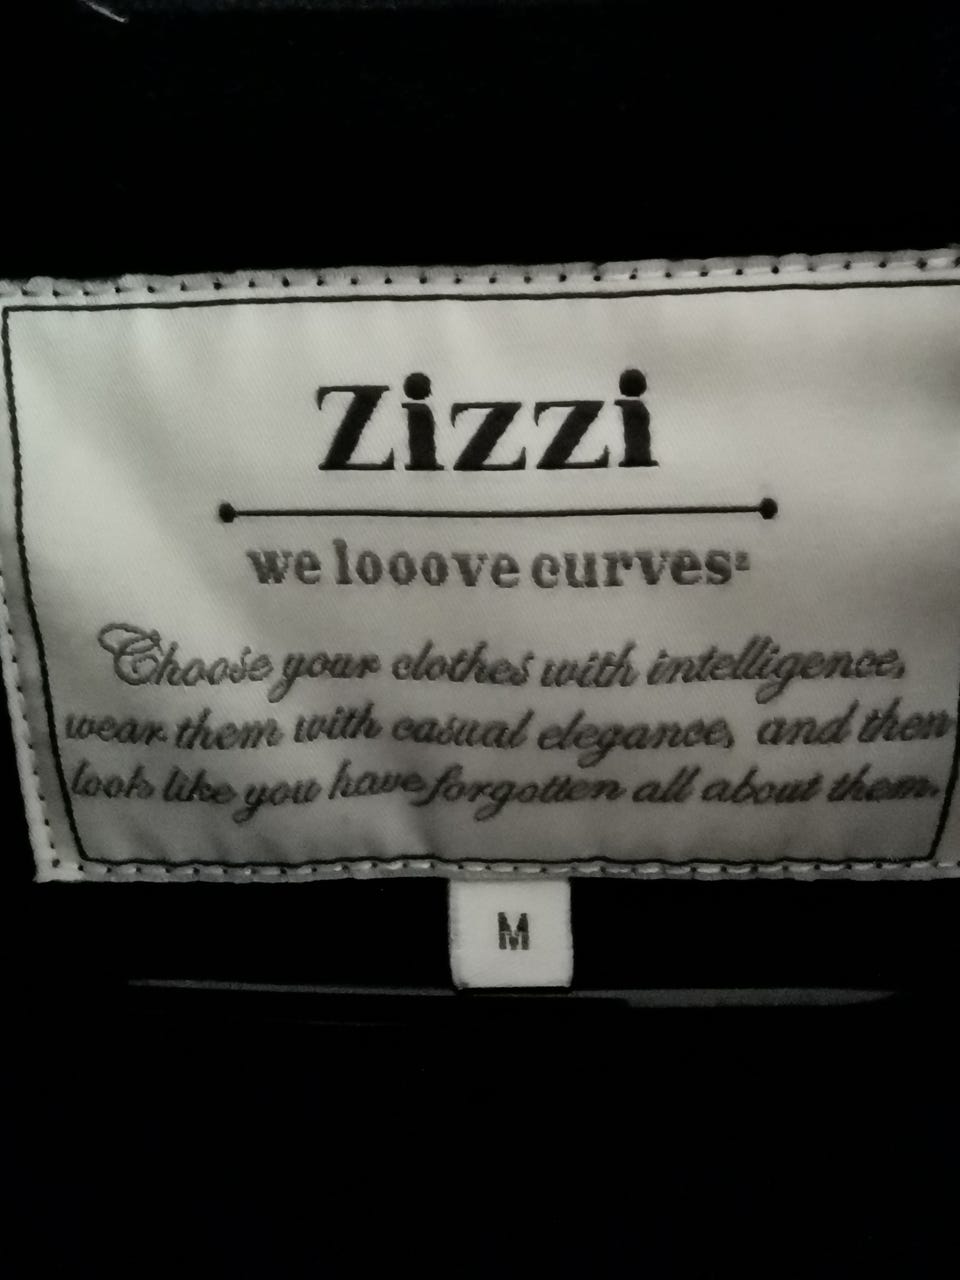 Zizzi
we looove curves²
Choose your clothes with intelligence,
wear them with casual elegance, and then
look like you have forgotten all about them.
M